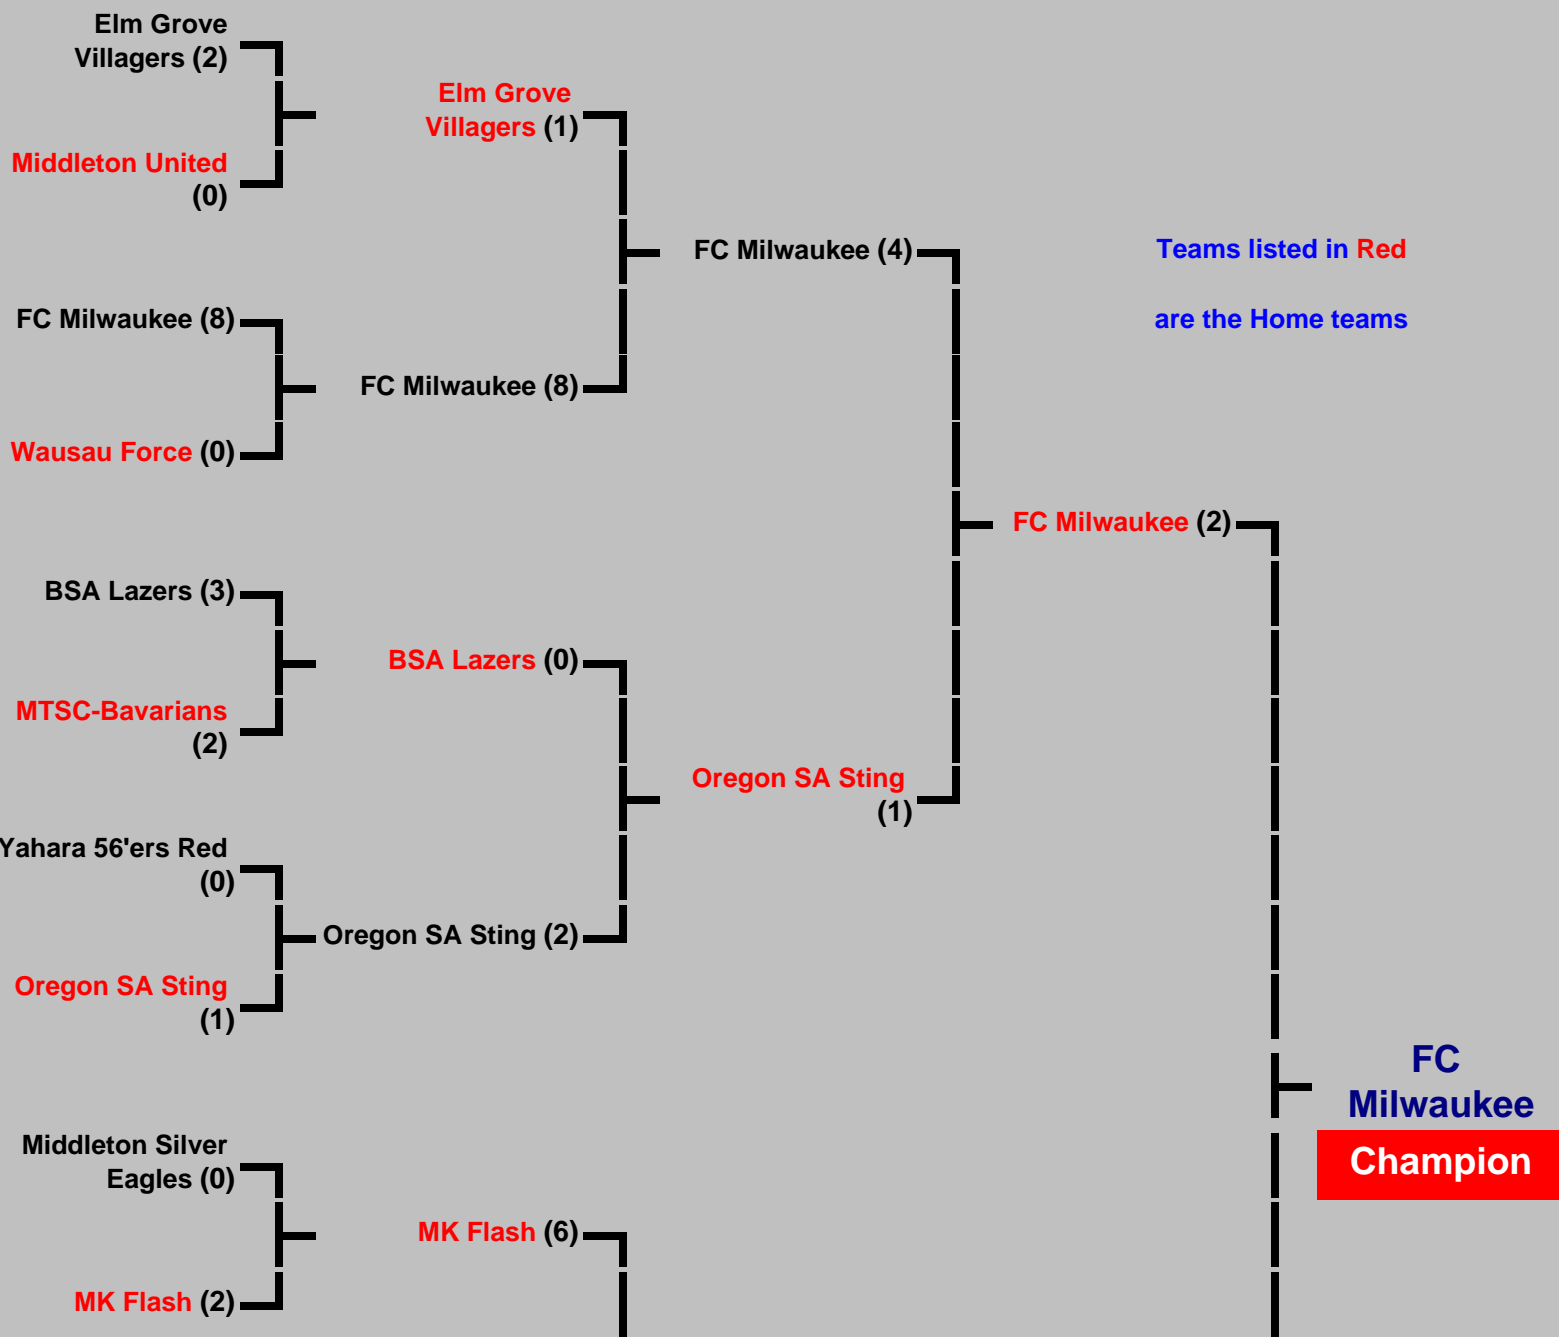 Elm Grove
Villagers (2)
Elm Grove
Villagers (1)
Middleton United
(0)
FC Milwaukee (4)
Teams listed in Red
FC Milwaukee (8)
are the Home teams
FC Milwaukee (8)
Wausau Force (0)
FC Milwaukee (2)
BSA Lazers (3)
BSA Lazers (0)
MTSC-Bavarians
(2)
Oregon SA Sting
(1)
Yahara 56'ers Red
(0)
Oregon SA Sting (2)
Oregon SA Sting
(1)
FC
Milwaukee
Champion
Middleton Silver
Eagles (0)
MK Flash (6)
MK Flash (2)